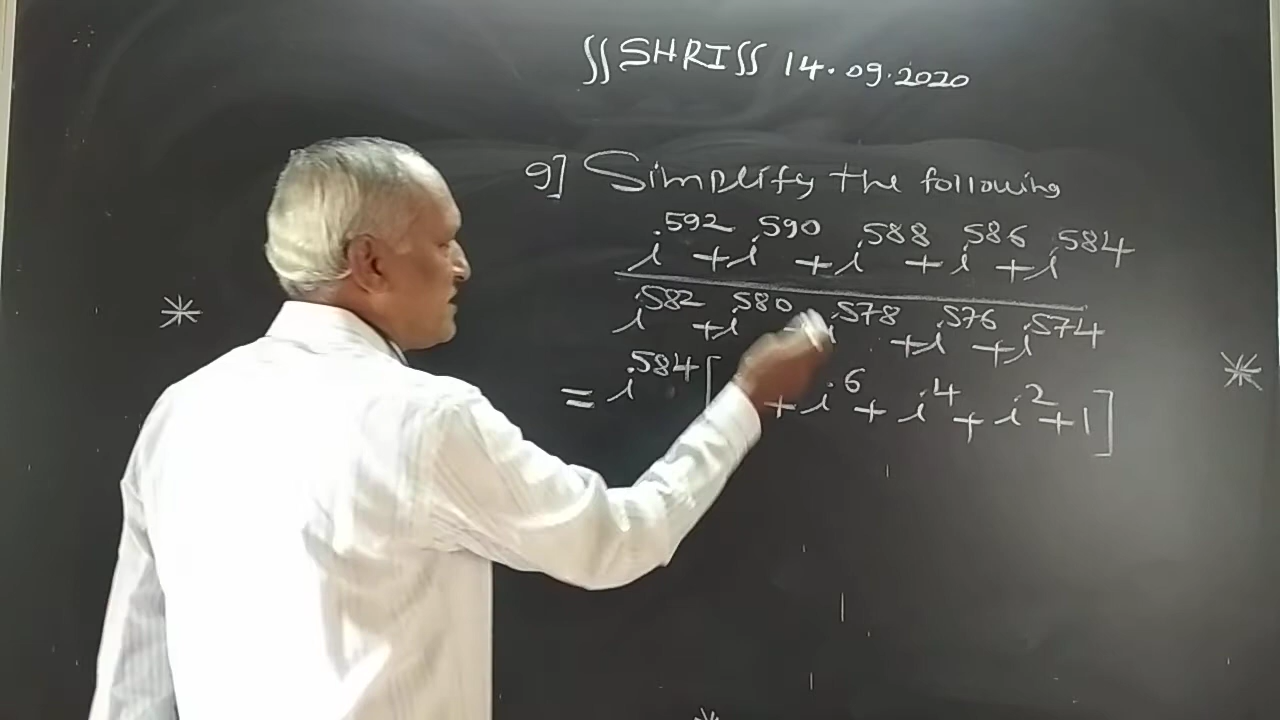 ∫∫ SHRI ∫∫ 14.09.2020
9] Simplify the following
i^592 + i^590 + i^588 + i^586 + i^584
i^582 + i^580 + i^578 + i^576 + i^574
= i^584 [ + i^6 + i^4 + i^2 + 1 ]